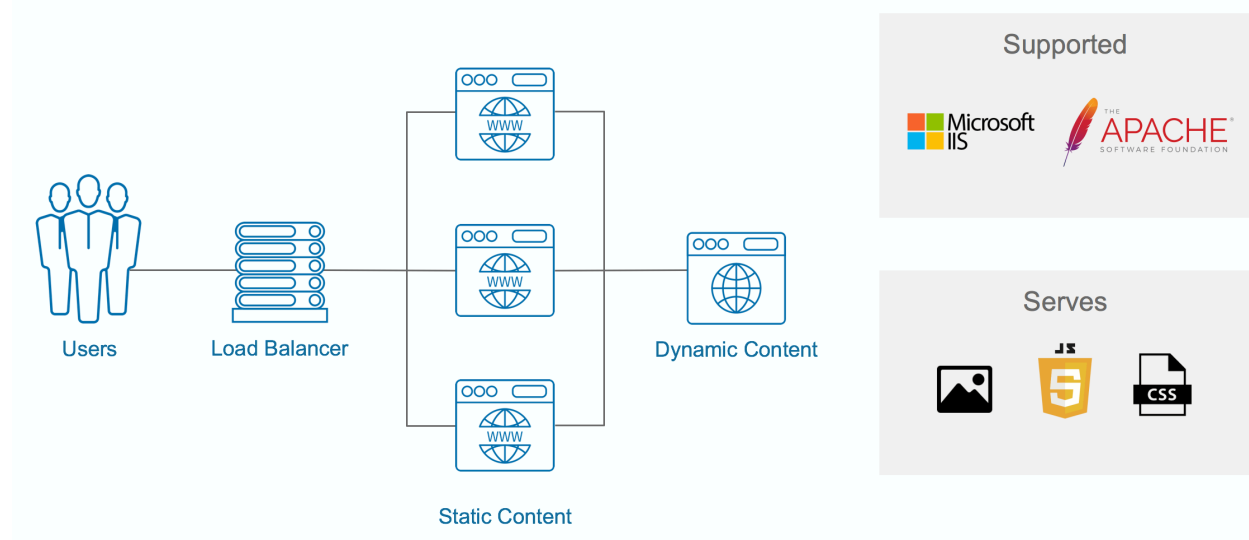 Supported
Microsoft
IIS
THE
APACHE®
SOFTWARE FOUNDATION
WWW
WWW
WWW
Users
Load Balancer
Dynamic Content
Static Content
Serves
JS
5
CSS